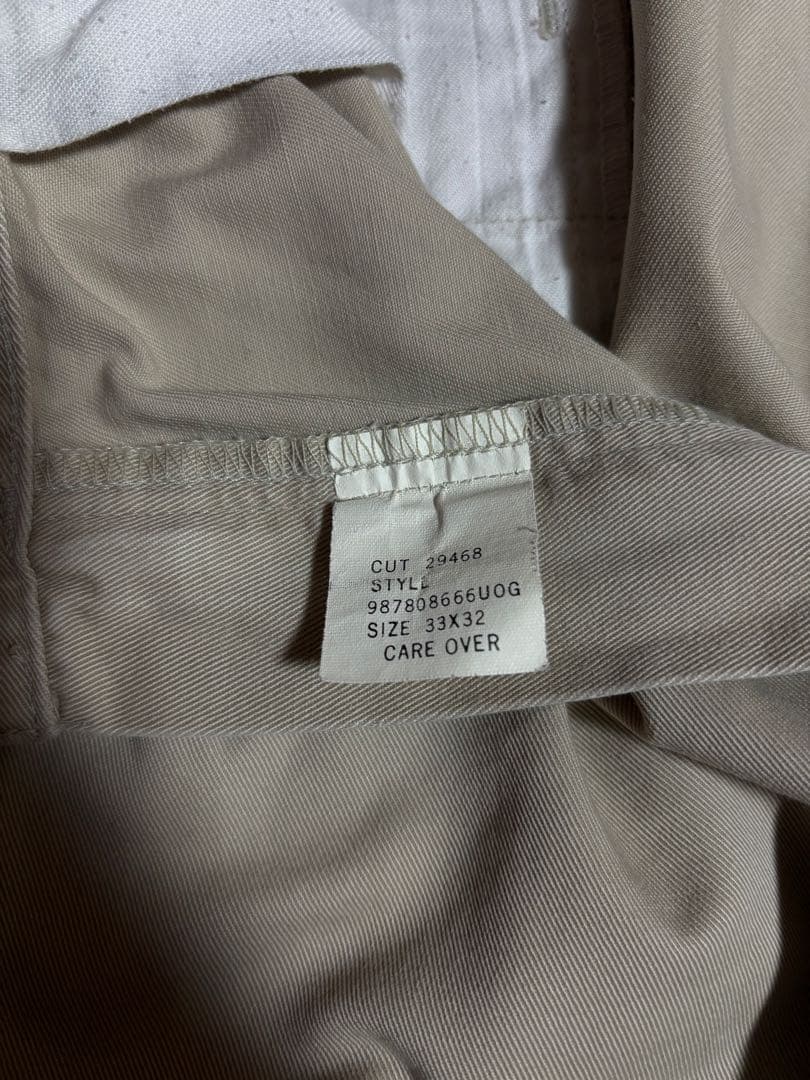 CUT 29468
STYLE
987808666UOG
SIZE 33X32
CARE OVER